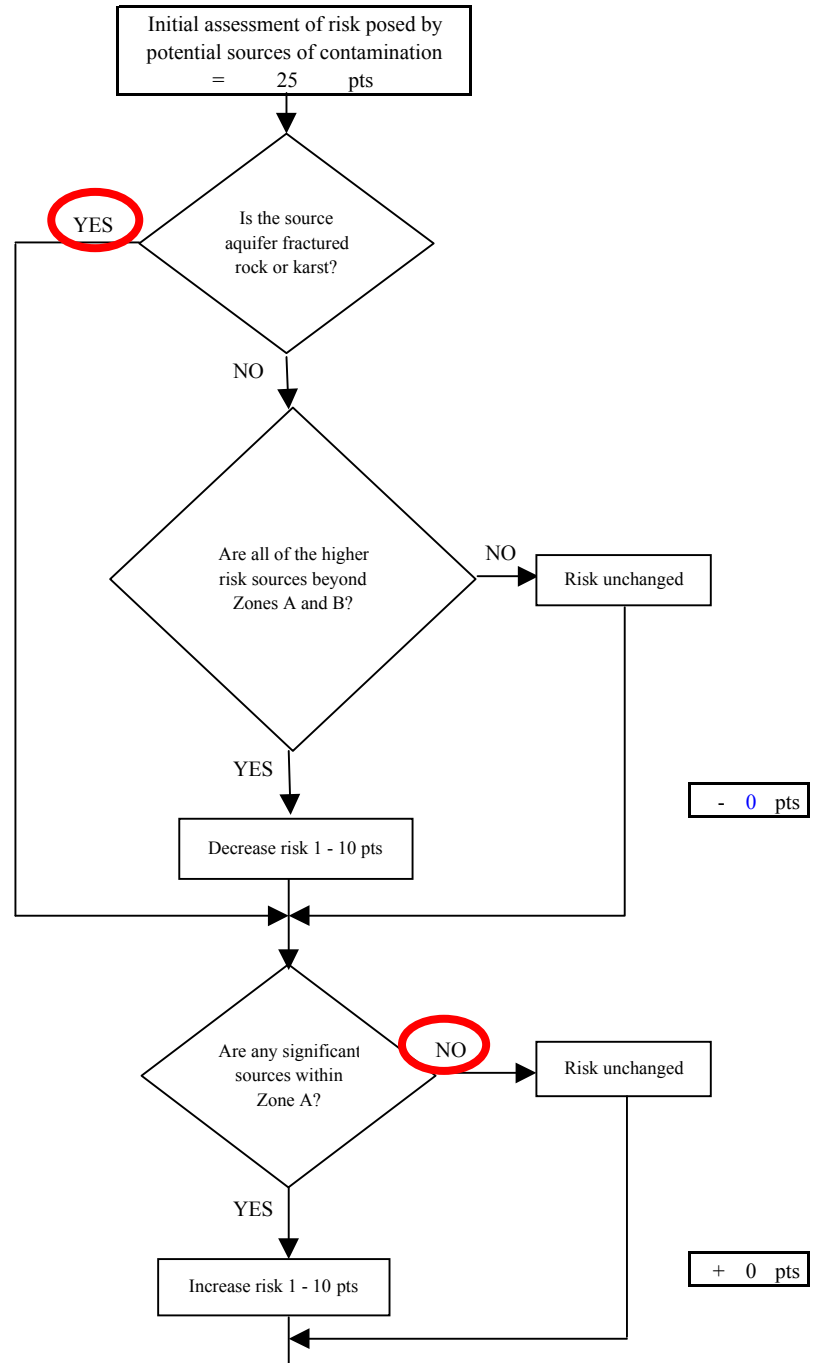 Initial assessment of risk posed by
potential sources of contamination
= 25 pts
YES
Is the source
aquifer fractured
rock or karst?
NO
Are all of the higher
risk sources beyond
Zones A and B?
NO
Risk unchanged
YES
- 0 pts
Decrease risk 1 - 10 pts
Are any significant
sources within
Zone A?
NO
Risk unchanged
YES
+ 0 pts
Increase risk 1 - 10 pts